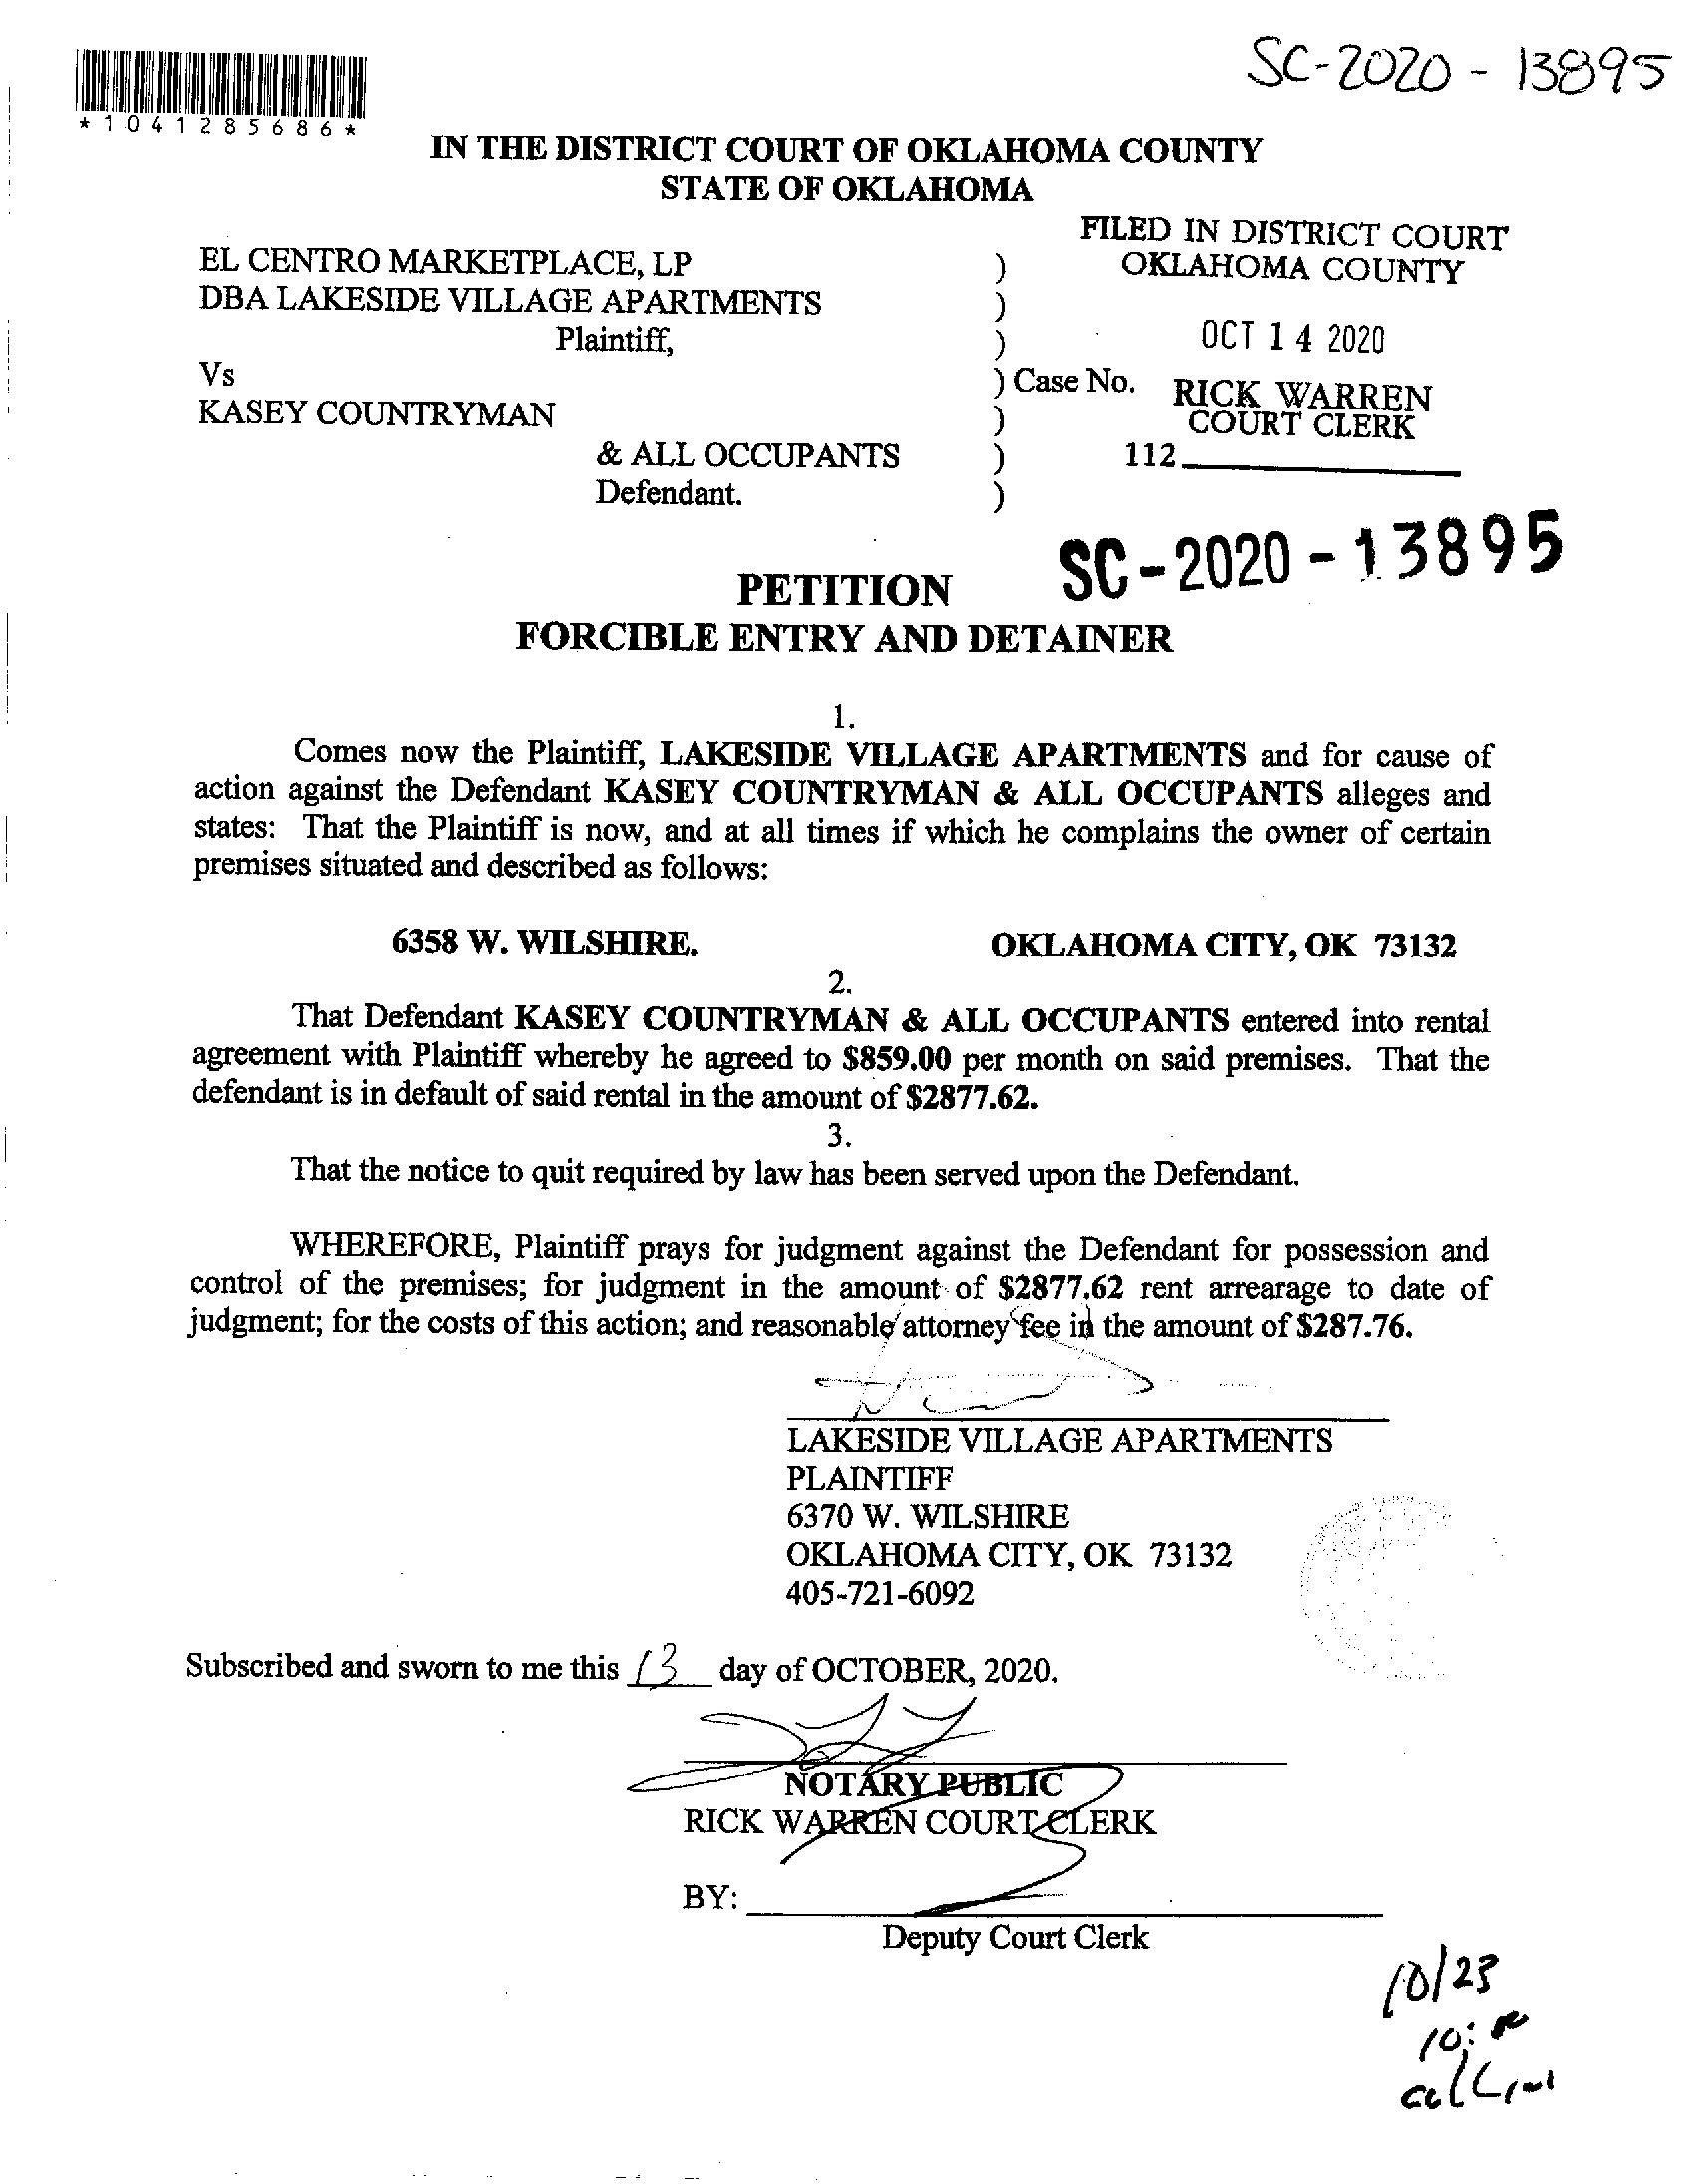 SC-2020 - 13895
*1041285686*
IN THE DISTRICT COURT OF OKLAHOMA COUNTY
STATE OF OKLAHOMA
FILED IN DISTRICT COURT
OKLAHOMA COUNTY
EL CENTRO MARKETPLACE, LP )
DBA LAKESIDE VILLAGE APARTMENTS )
Plaintiff, )
OCT 14 2020
Vs ) Case No.
RICK WARREN
COURT CLERK
KASEY COUNTRYMAN )
& ALL OCCUPANTS ) 112
Defendant. )
SC-2020-13895
PETITION
FORCIBLE ENTRY AND DETAINER
1.
Comes now the Plaintiff, LAKESIDE VILLAGE APARTMENTS and for cause of
action against the Defendant KASEY COUNTRYMAN & ALL OCCUPANTS alleges and
states: That the Plaintiff is now, and at all times if which he complains the owner of certain
premises situated and described as follows:
6358 W. WILSHIRE. OKLAHOMA CITY, OK 73132
2.
That Defendant KASEY COUNTRYMAN & ALL OCCUPANTS entered into rental
agreement with Plaintiff whereby he agreed to $859.00 per month on said premises. That the
defendant is in default of said rental in the amount of $2877.62.
3.
That the notice to quit required by law has been served upon the Defendant.
WHEREFORE, Plaintiff prays for judgment against the Defendant for possession and
control of the premises; for judgment in the amount of $2877.62 rent arrearage to date of
judgment; for the costs of this action; and reasonable attorney fee in the amount of $287.76.
LAKESIDE VILLAGE APARTMENTS
PLAINTIFF
6370 W. WILSHIRE
OKLAHOMA CITY, OK 73132
405-721-6092
Subscribed and sworn to me this 13 day of OCTOBER, 2020.
NOTARY PUBLIC
RICK WARREN COURT CLERK
BY:
Deputy Court Clerk
10/23
10: